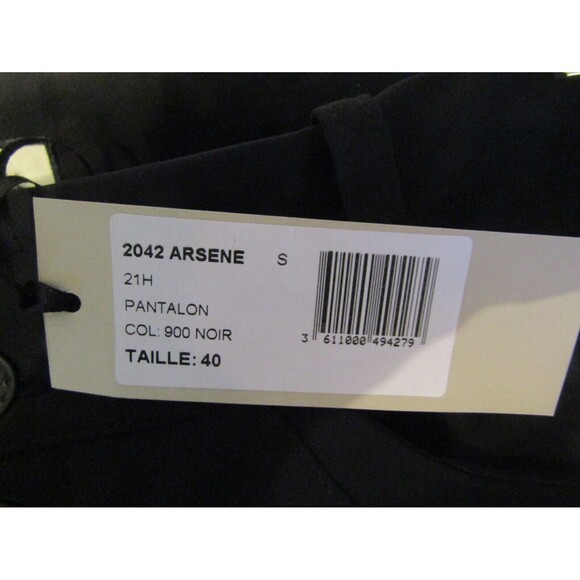 2042 ARSENE S
21H
PANTALON
COL: 900 NOIR
TAILLE: 40
3 611000 494279